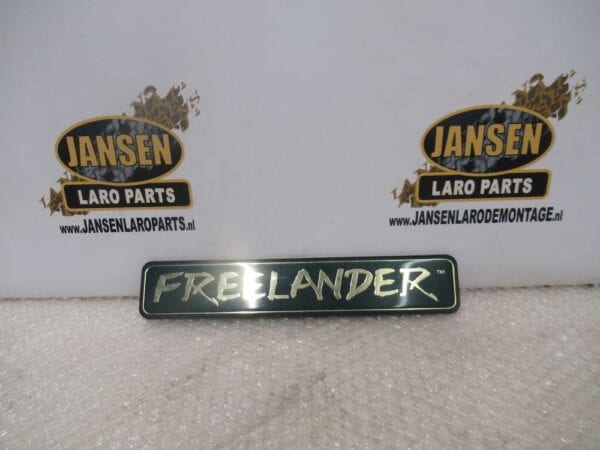 JANSEN
LARO PARTS
www.JANSENLAROPARTS.nl
JANSEN
LARO PARTS
www.JANSENLARODEMONTAGE.nl
FREELANDER™